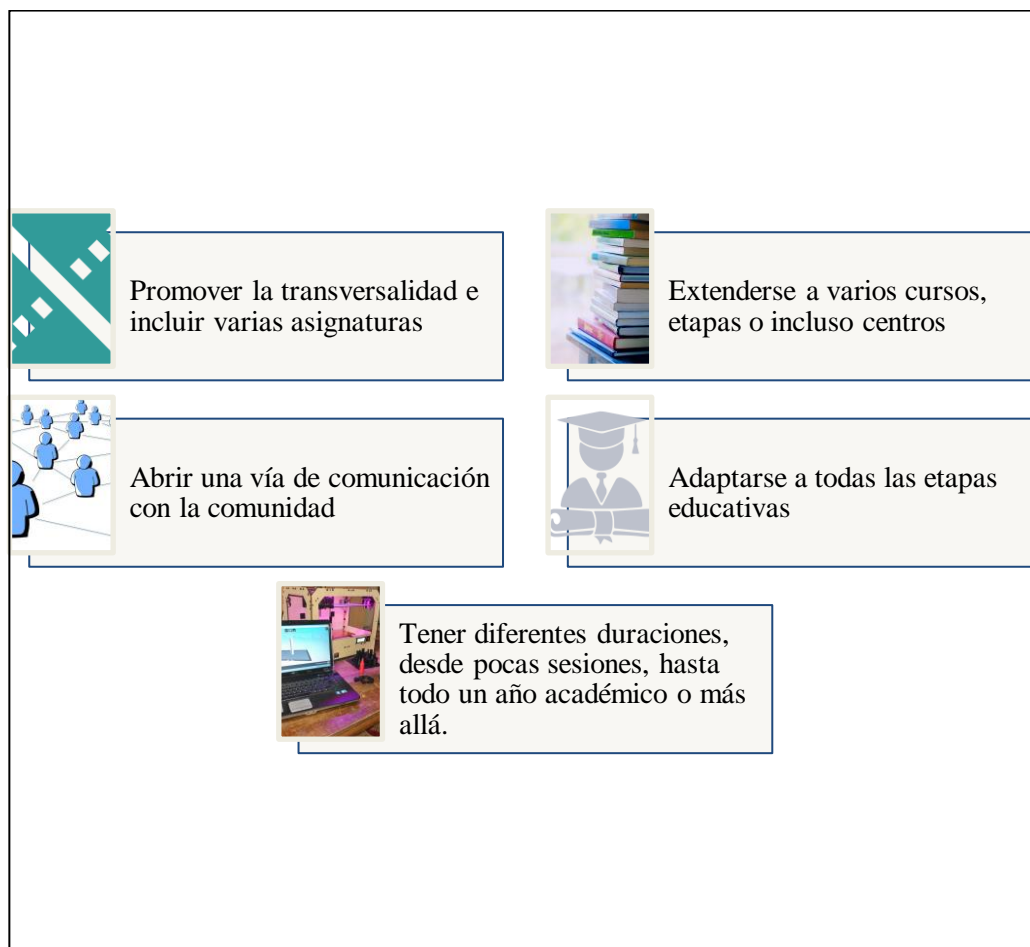 Promover la transversalidad e
incluir varias asignaturas
Extenderse a varios cursos,
etapas o incluso centros
Abrir una vía de comunicación
con la comunidad
Adaptarse a todas las etapas
educativas
Tener diferentes duraciones,
desde pocas sesiones, hasta
todo un año académico o más
allá.